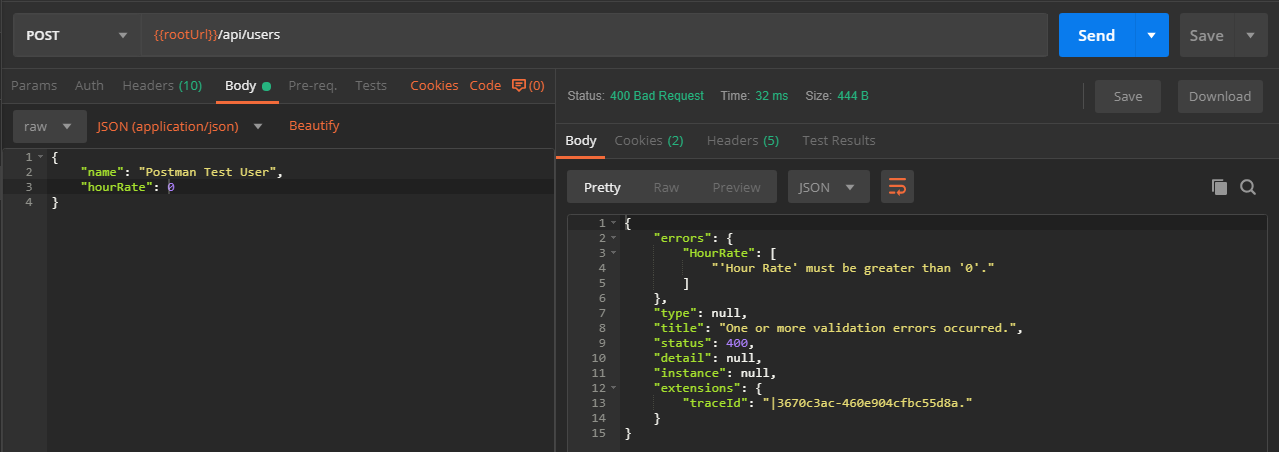 POST {{rootUrl}}/api/users Send Save
Params Auth Headers (10) Body Pre-req. Tests Cookies Code (0)
raw JSON (application/json) Beautify
1 {
2 "name": "Postman Test User",
3 "hourRate": 0
4 }
Status: 400 Bad Request Time: 32 ms Size: 444 B Save Download
Body Cookies (2) Headers (5) Test Results
Pretty Raw Preview JSON
1 {
2 "errors": {
3 "HourRate": [
4 "'Hour Rate' must be greater than '0'."
5 ]
6 },
7 "type": null,
8 "title": "One or more validation errors occurred.",
9 "status": 400,
10 "detail": null,
11 "instance": null,
12 "extensions": {
13 "traceId": "|3670c3ac-460e904cfbc55d8a."
14 }
15 }